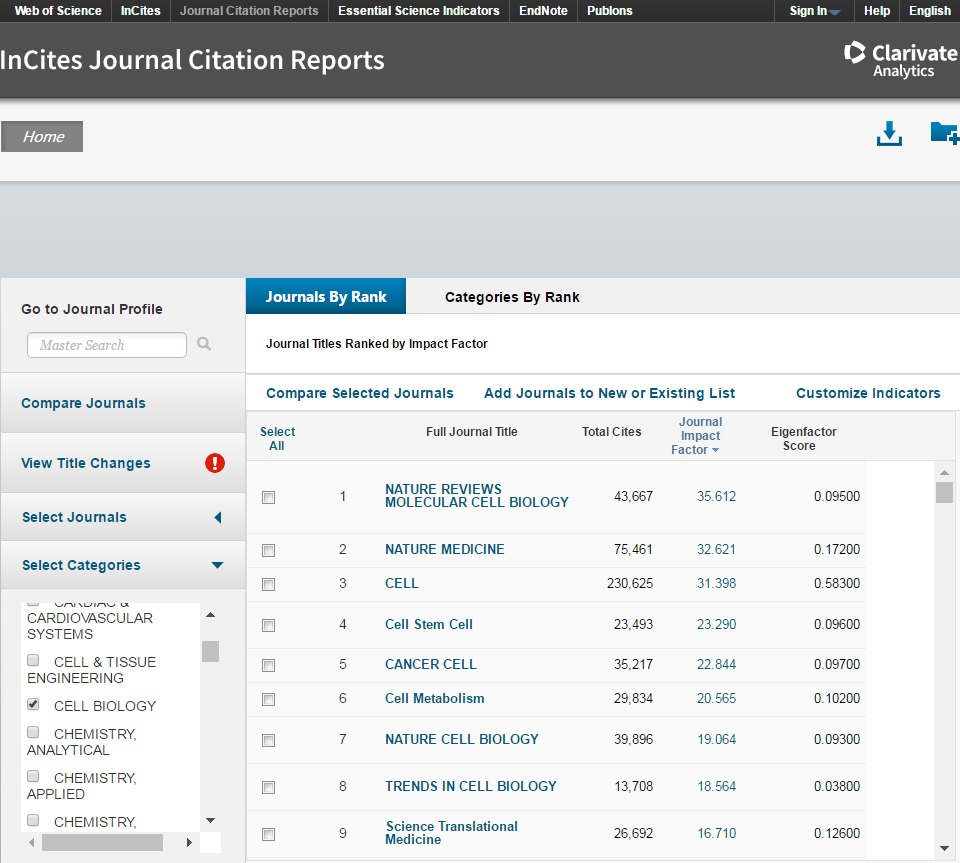 Web of Science InCites Journal Citation Reports Essential Science Indicators EndNote Publons Sign In Help English
InCites Journal Citation Reports
Clarivate
Analytics
Home
Go to Journal Profile
Master Search
Compare Journals
View Title Changes
Select Journals
Select Categories
CARDIAC &
CARDIOVASCULAR
SYSTEMS
CELL & TISSUE
ENGINEERING
CELL BIOLOGY
CHEMISTRY,
ANALYTICAL
CHEMISTRY,
APPLIED
CHEMISTRY,
Journals By Rank Categories By Rank
Journal Titles Ranked by Impact Factor
Compare Selected Journals Add Journals to New or Existing List Customize Indicators
Select
All
Full Journal Title
Total Cites
Journal
Impact
Factor
Eigenfactor
Score
1 NATURE REVIEWS
MOLECULAR CELL BIOLOGY 43,667 35.612 0.09500
2 NATURE MEDICINE 75,461 32.621 0.17200
3 CELL 230,625 31.398 0.58300
4 Cell Stem Cell 23,493 23.290 0.09600
5 CANCER CELL 35,217 22.844 0.09700
6 Cell Metabolism 29,834 20.565 0.10200
7 NATURE CELL BIOLOGY 39,896 19.064 0.09300
8 TRENDS IN CELL BIOLOGY 13,708 18.564 0.03800
9 Science Translational
Medicine 26,692 16.710 0.12600